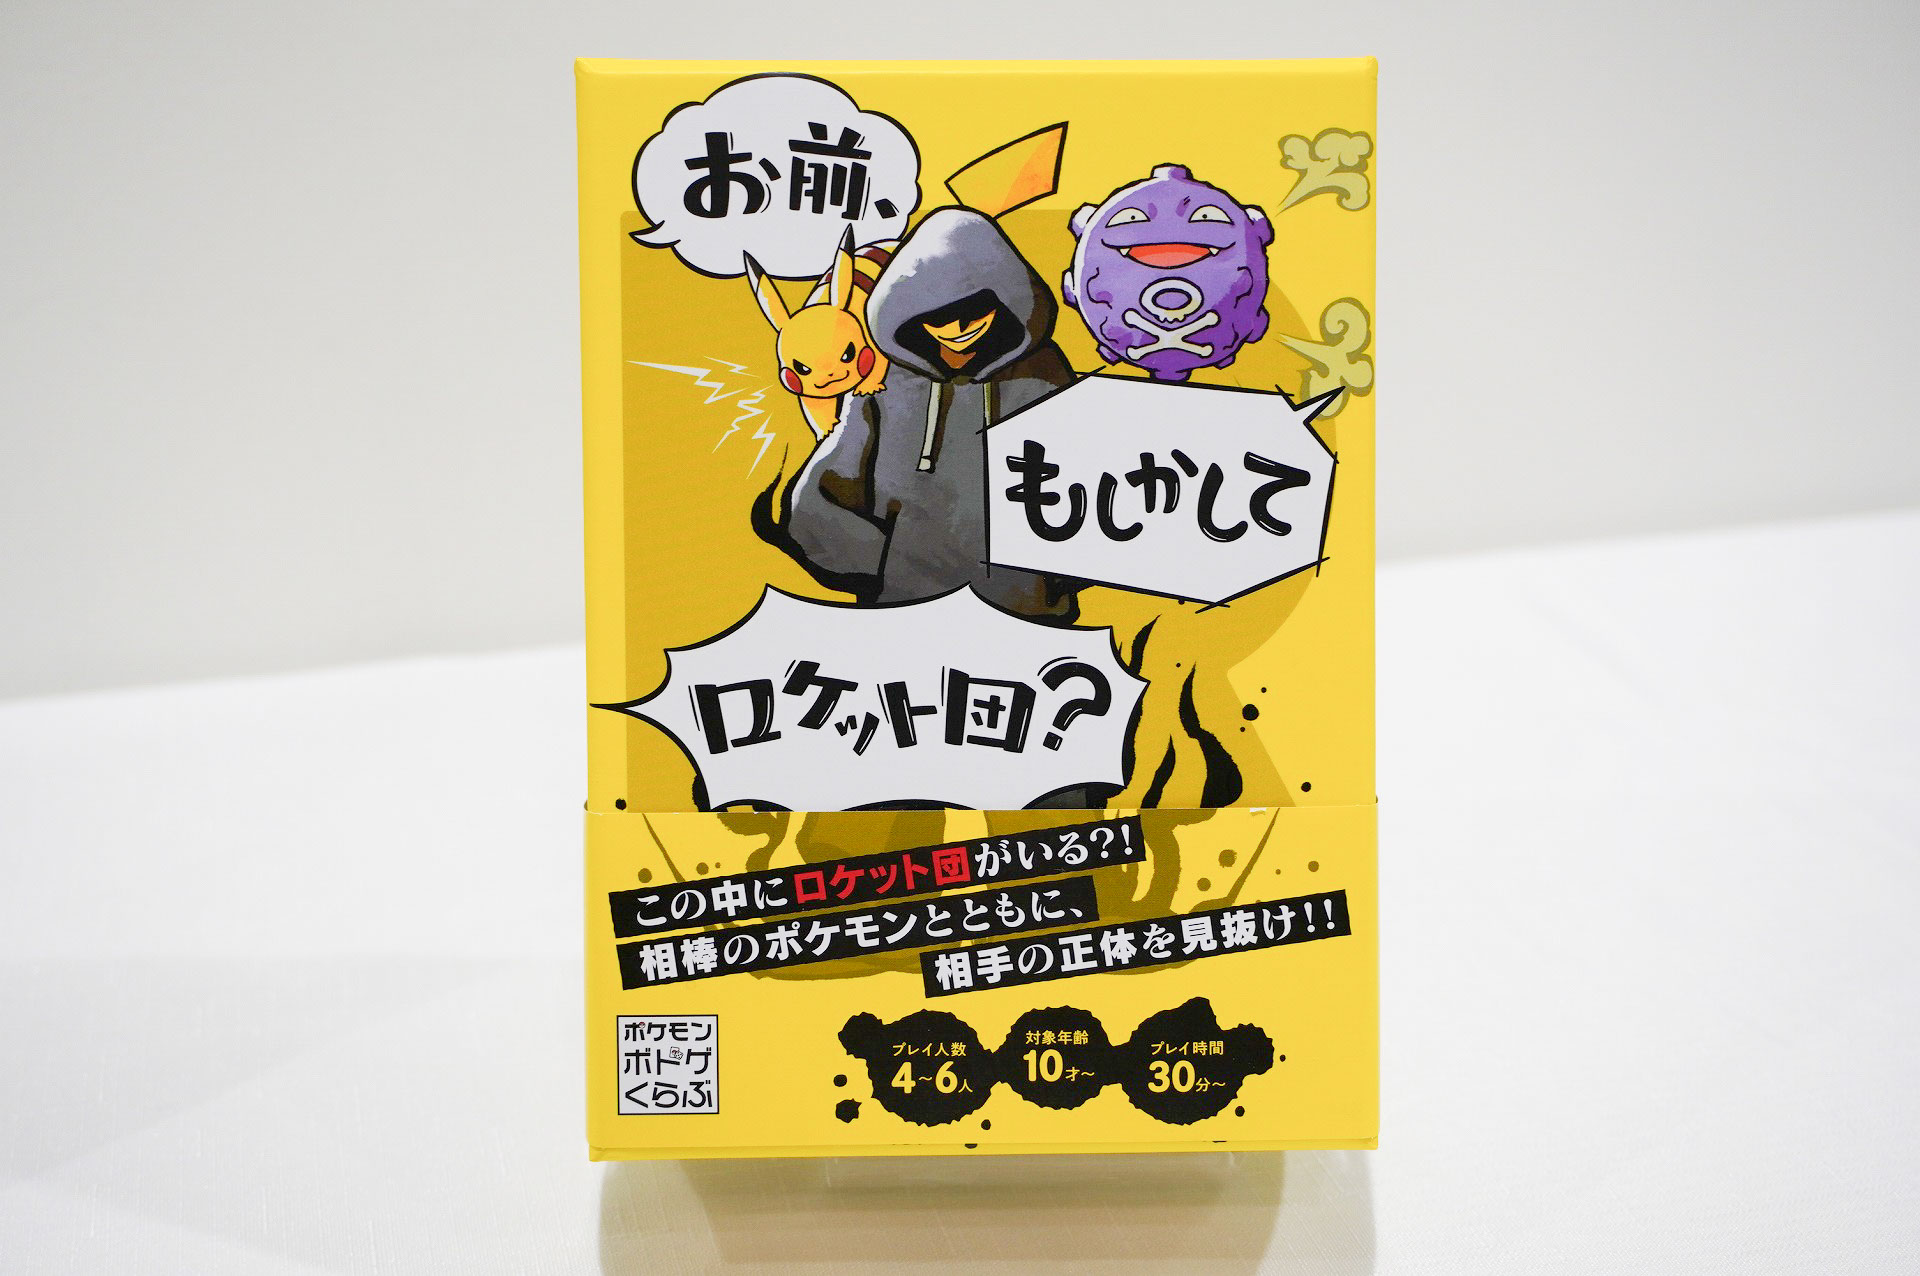 お前、
もしかして
ロケット団?
この中にロケット団がいる?!
相棒のポケモンとともに、
相手の正体を見抜け!!
ポケモン
ボドゲ
くらぶ
プレイ人数
4~6人
対象年齢
10才~
プレイ時間
30分~